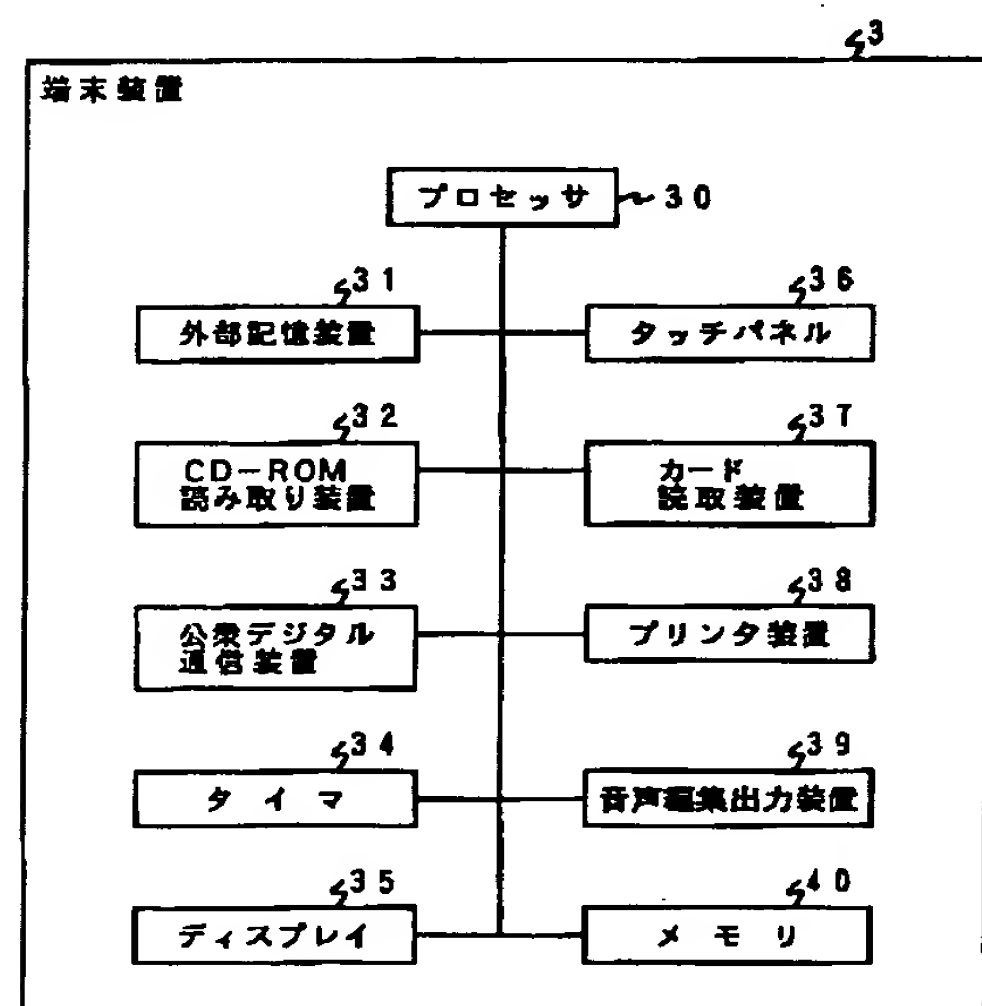 3
端末装置
プロセッサ 30
31
外部記憶装置
36
タッチパネル
32
CD-ROM
読み取り装置
37
カード
読取装置
33
公衆デジタル
通信装置
38
プリンタ装置
34
タイマ
39
音声編集出力装置
35
ディスプレイ
40
メモリ